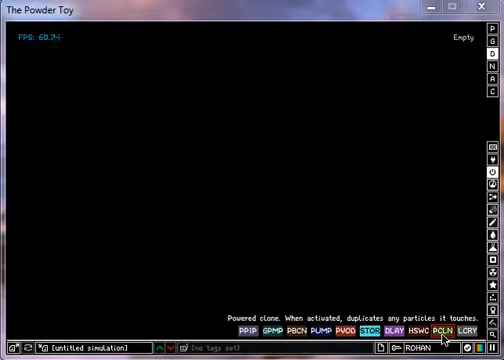 The Powder Toy
FPS: 60.74
Empty
P
G
D
N
A
C
Powered clone. When activated, duplicates any particles it touches.
PPIP GPMP PBCN PUMP PVOD STOR DLAY HSWC PCLN LCRY
[untitled simulation] [no tags set] ROHAN